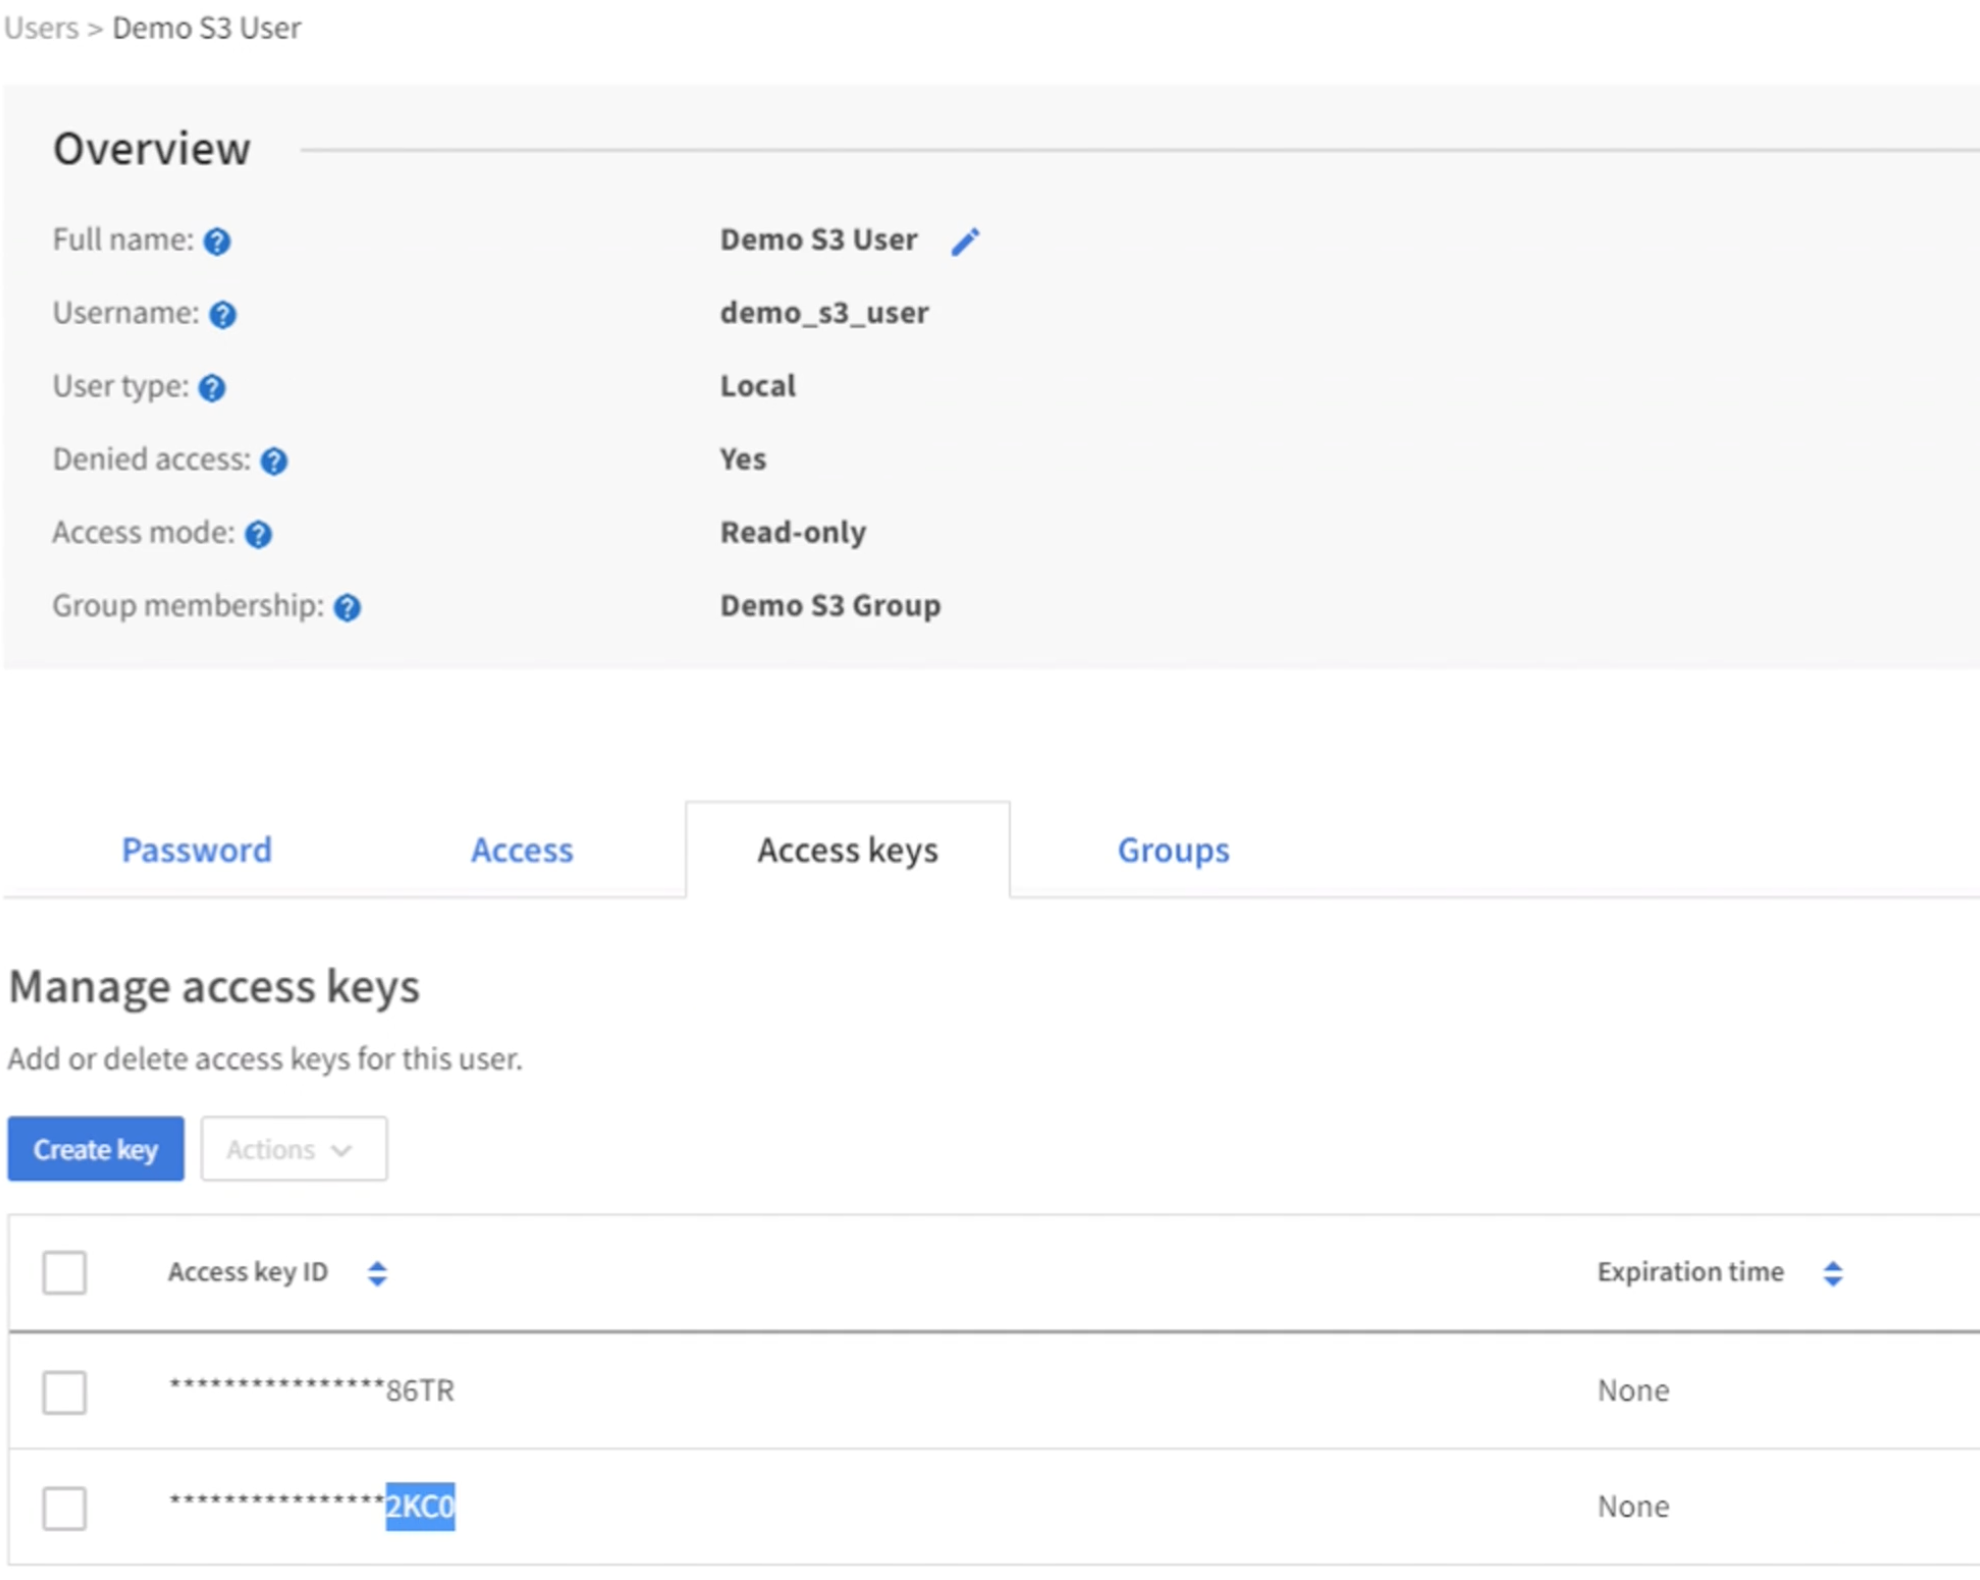 Users > Demo S3 User
Overview
Full name: Demo S3 User
Username: demo_s3_user
User type: Local
Denied access: Yes
Access mode: Read-only
Group membership: Demo S3 Group
Password Access Access keys Groups
Manage access keys
Add or delete access keys for this user.
Create key Actions
Access key ID Expiration time
****************86TR None
****************2KC0 None